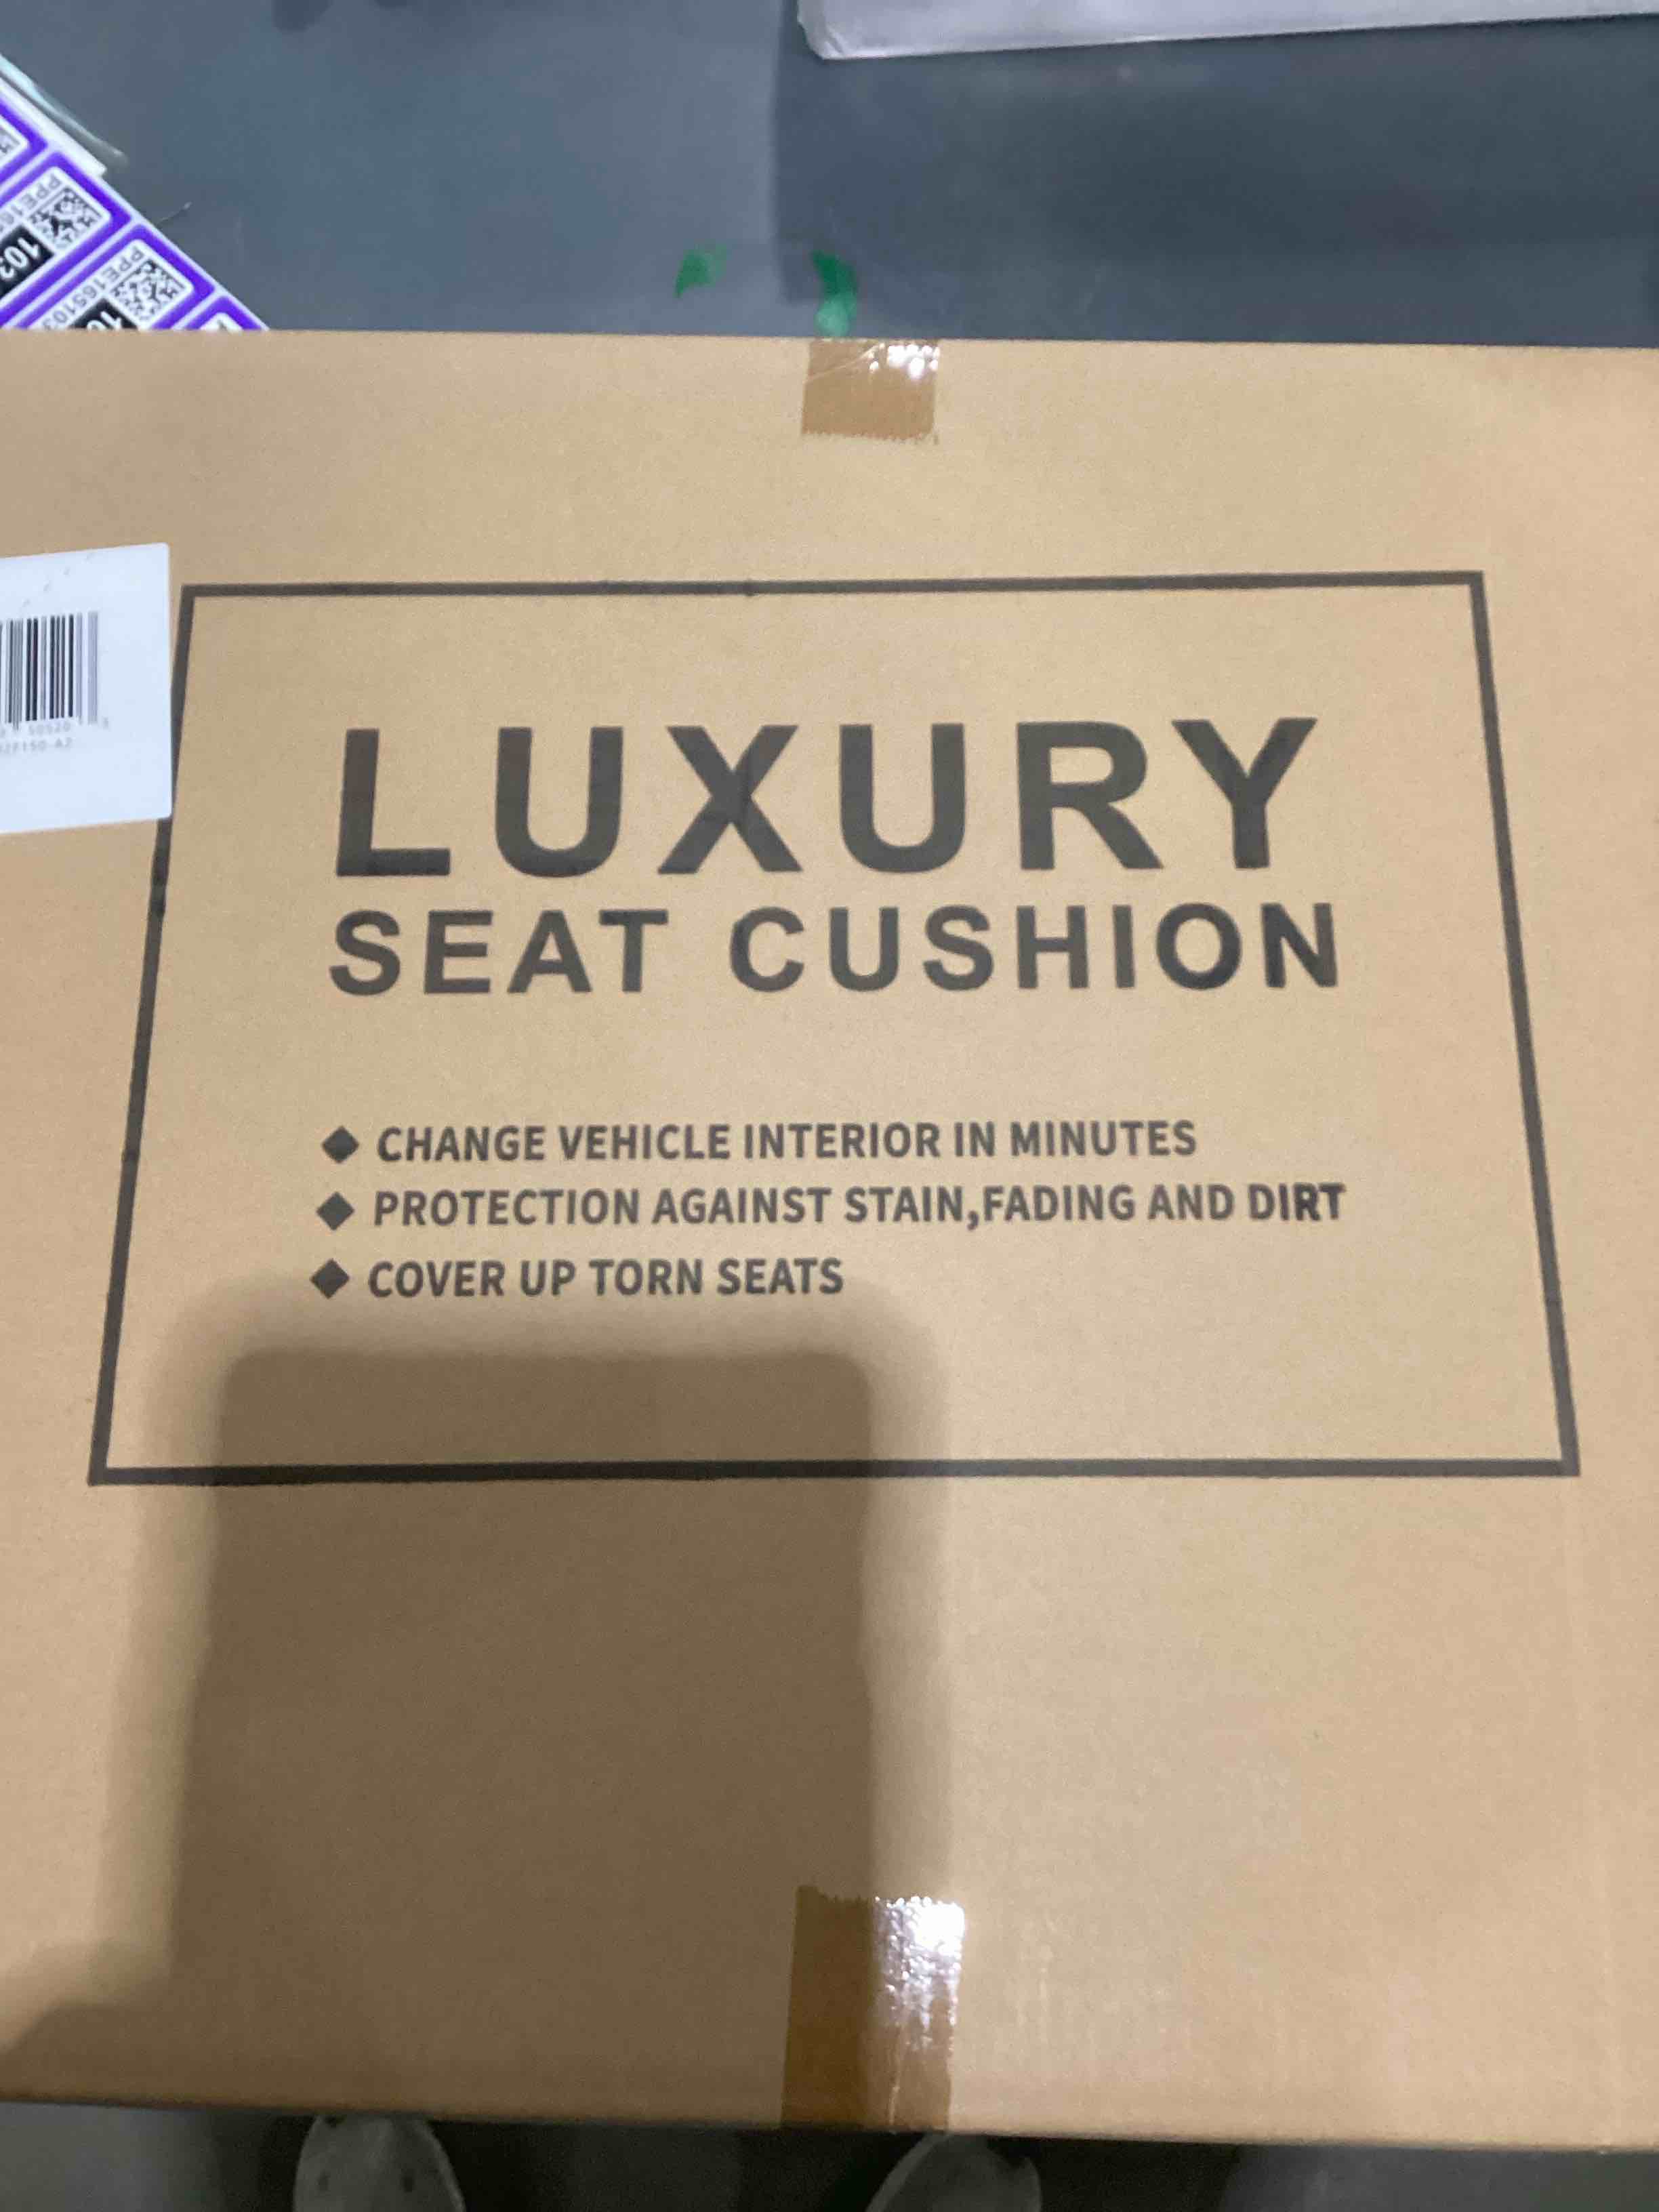 LUXURY
SEAT CUSHION
◆ CHANGE VEHICLE INTERIOR IN MINUTES
◆ PROTECTION AGAINST STAIN,FADING AND DIRT
◆ COVER UP TORN SEATS